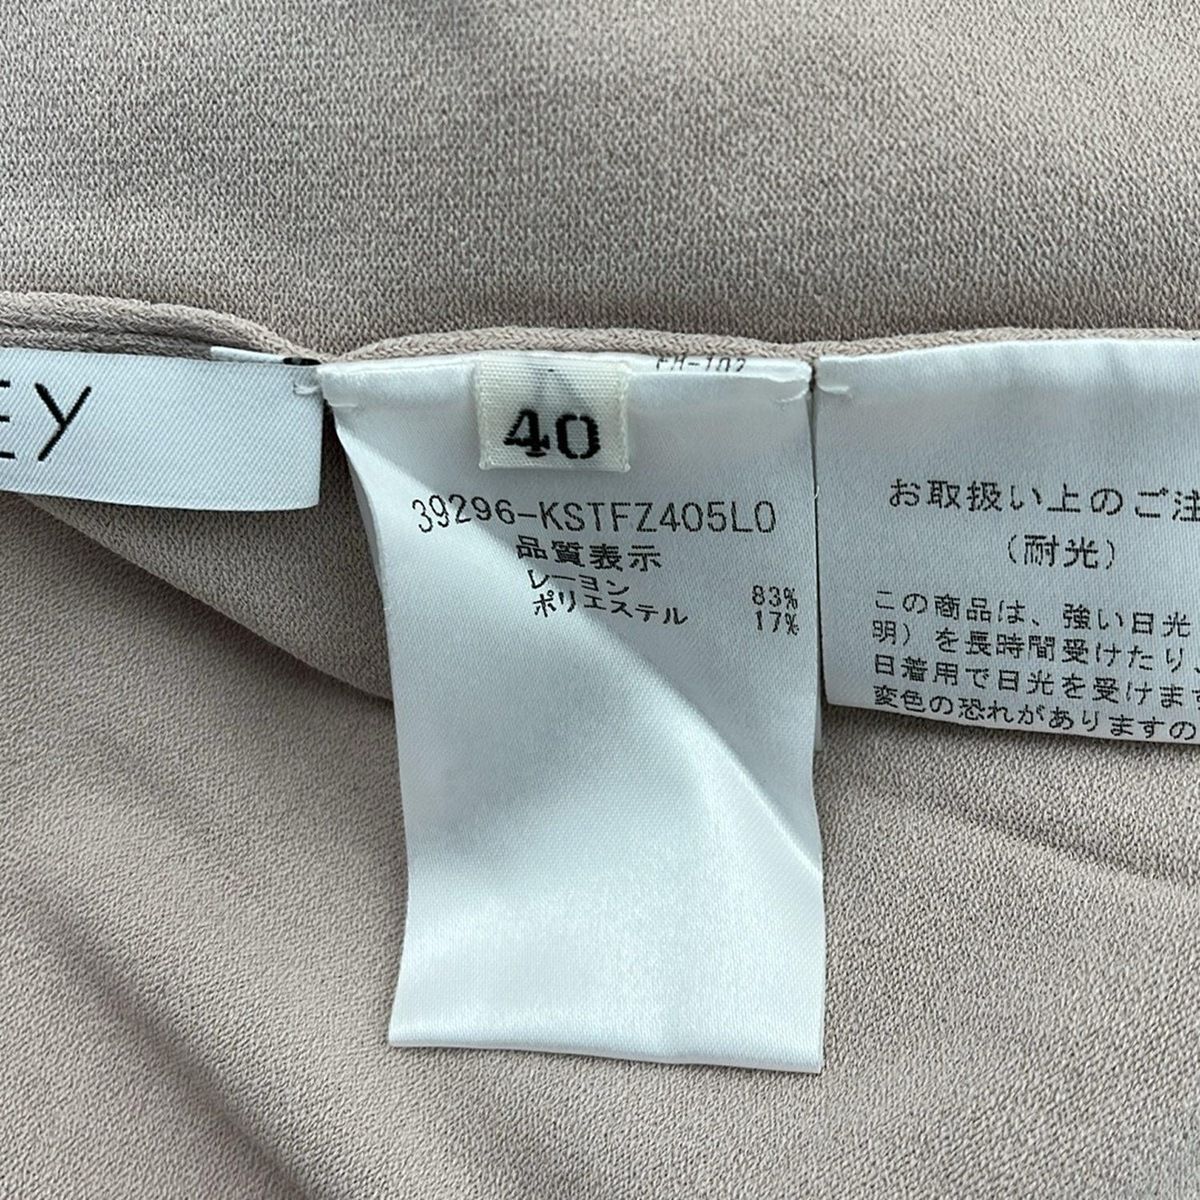 EY
40
39296-KSTFZ405L0
品質表示
レーヨン 83%
ポリエステル 17%
お取扱い上のご注
（耐光）
この商品は、強い日光
明）を長時間受けたり、
日着用で日光を受けます
変色の恐れがありますの